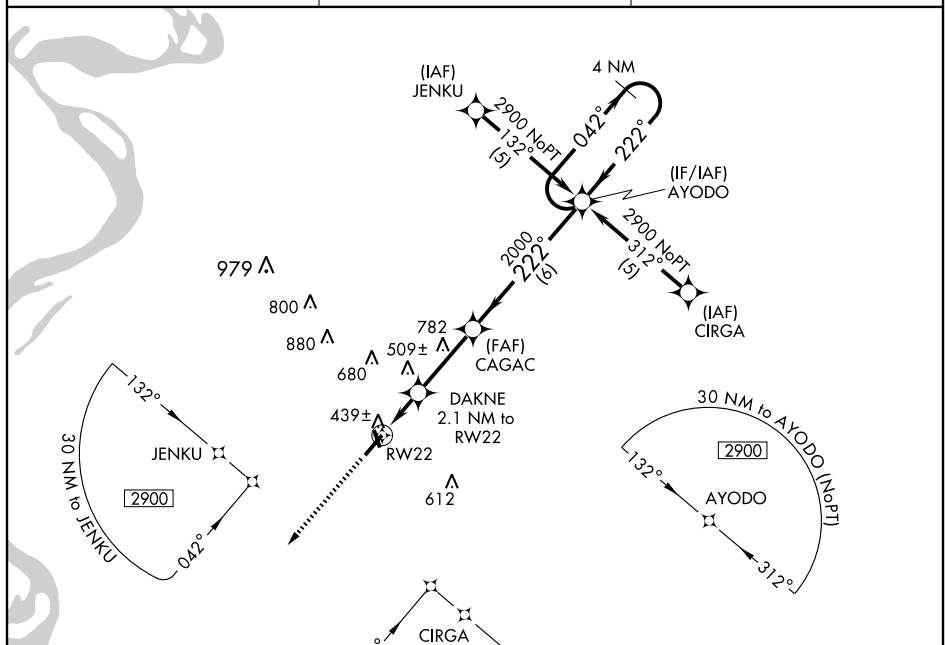 (IAF)
JENKU
4 NM
2900 NoPT
132°
(5)
042°
222°
(IF/IAF)
AYODO
2900 NoPT
312°
(5)
(IAF)
CIRGA
2000
222°
(6)
979
800
880
680
509±
782
(FAF)
CAGAC
DAKNE
2.1 NM to
RW22
439±
RW22
612
132°
JENKU
2900
30 NM to JENKU
042°
30 NM to AYODO (NoPT)
2900
132°
AYODO
312°
CIRGA